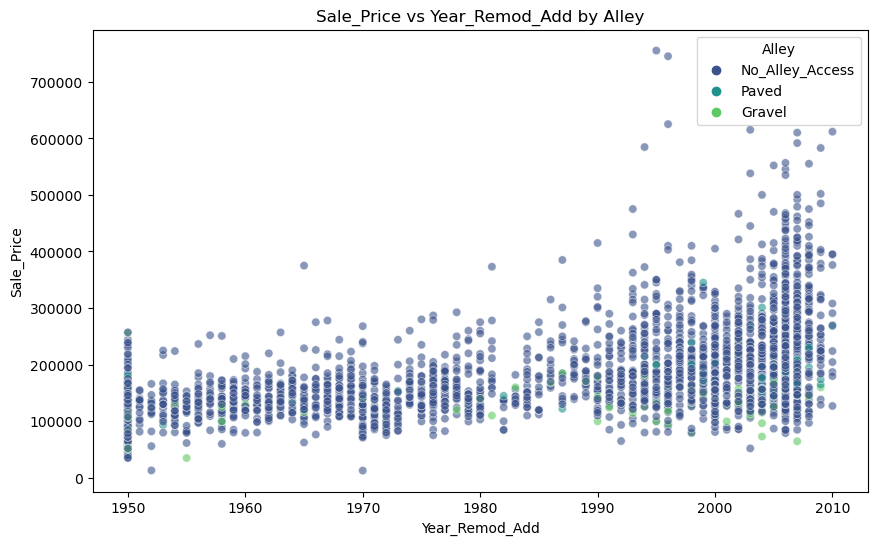 Sale_Price vs Year_Remod_Add by Alley
Alley
No_Alley_Access
Paved
Gravel
700000
600000
500000
400000
300000
200000
100000
0
Sale_Price
1950 1960 1970 1980 1990 2000 2010
Year_Remod_Add